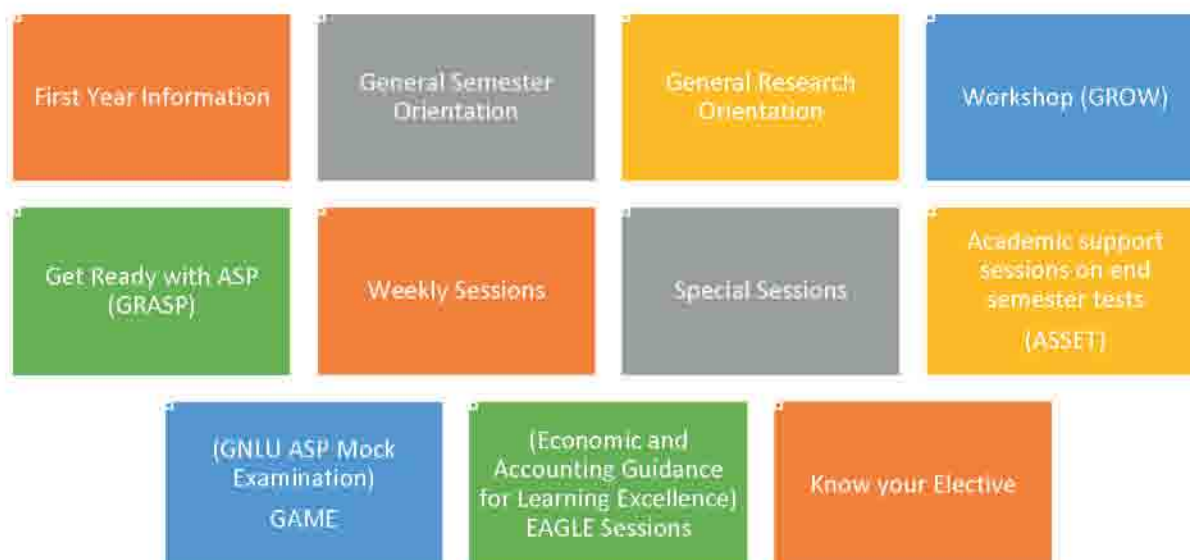 First Year Information
General Semester
Orientation
General Research
Orientation
Workshop (GROW)
Get Ready with ASP
(GRASP)
Weekly Sessions
Special Sessions
Academic support
sessions on end
semester tests
(ASSET)
(GNLU ASP Mock
Examination)
GAME
(Economic and
Accounting Guidance
for Learning Excellence)
EAGLE Sessions
Know your Elective